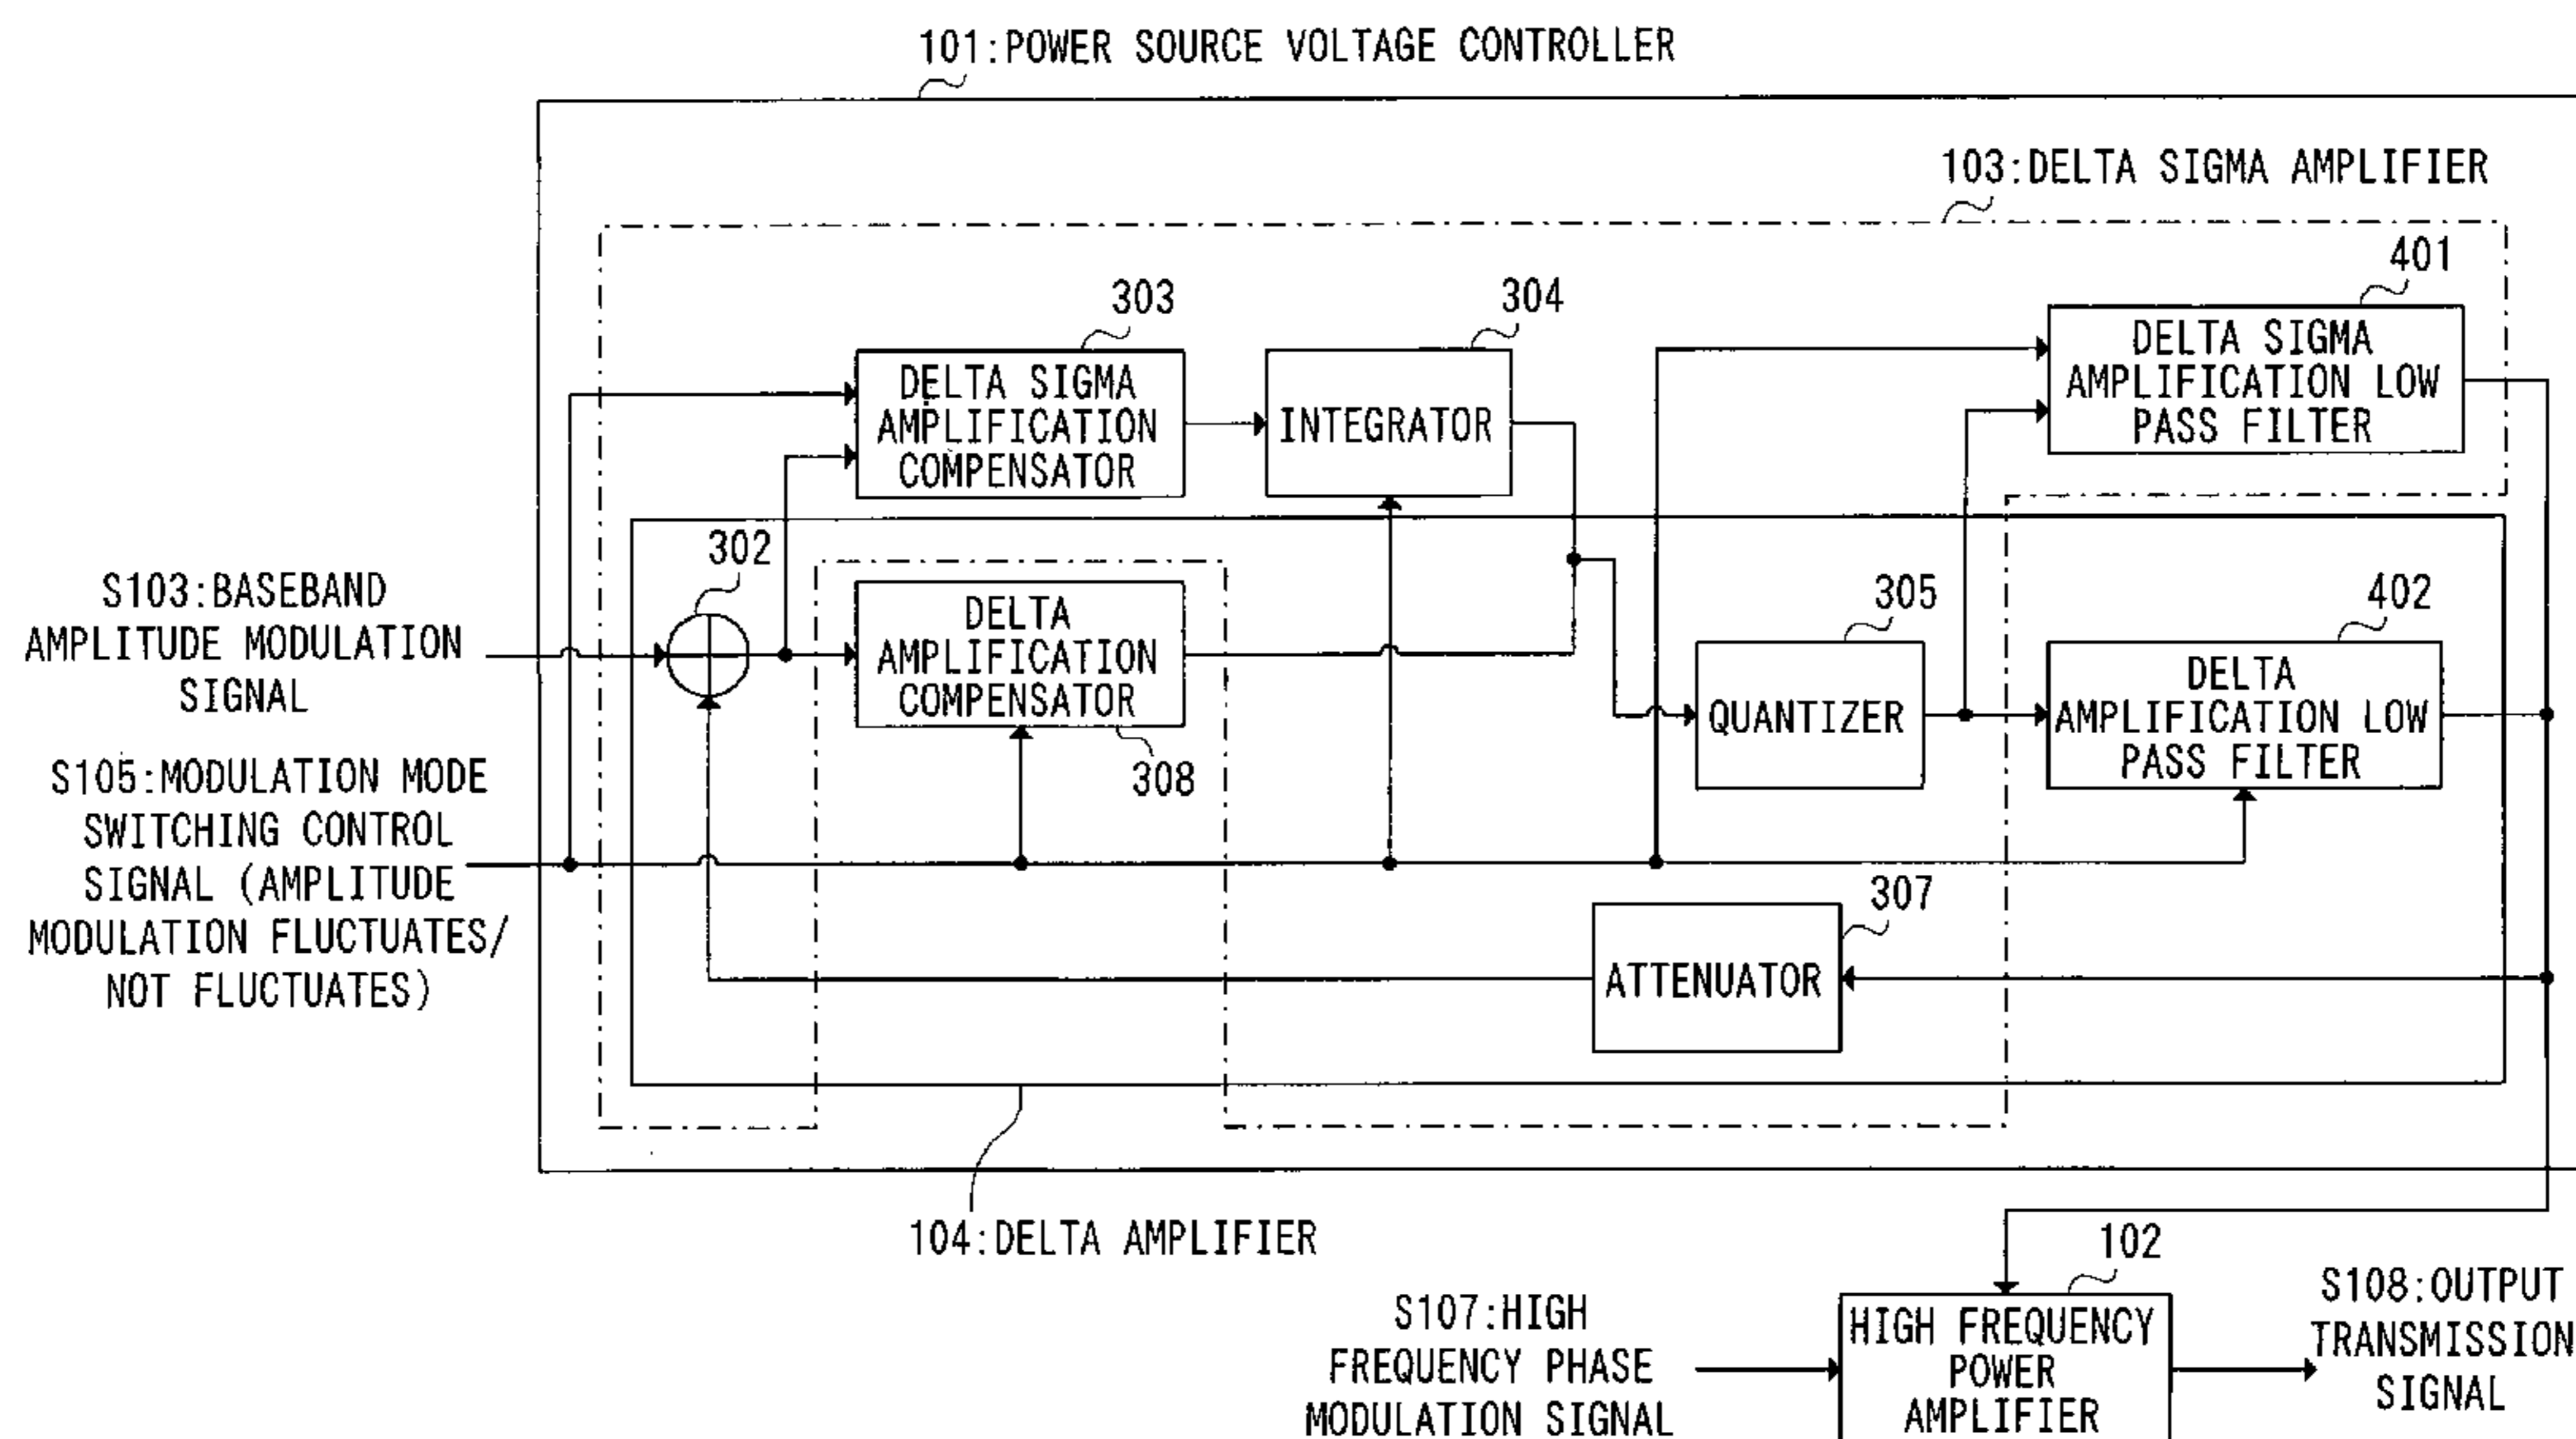 101:POWER SOURCE VOLTAGE CONTROLLER
103:DELTA SIGMA AMPLIFIER
401
303
304
DELTA SIGMA
AMPLIFICATION LOW
PASS FILTER
DELTA SIGMA
AMPLIFICATION
COMPENSATOR
INTEGRATOR
302
S103:BASEBAND
AMPLITUDE MODULATION
SIGNAL
DELTA
AMPLIFICATION
COMPENSATOR
308
305
402
QUANTIZER
DELTA
AMPLIFICATION LOW
PASS FILTER
S105:MODULATION MODE
SWITCHING CONTROL
SIGNAL (AMPLITUDE
MODULATION FLUCTUATES/
NOT FLUCTUATES)
307
ATTENUATOR
104:DELTA AMPLIFIER
102
S107:HIGH
FREQUENCY PHASE
MODULATION SIGNAL
HIGH FREQUENCY
POWER
AMPLIFIER
S108:OUTPUT
TRANSMISSION
SIGNAL